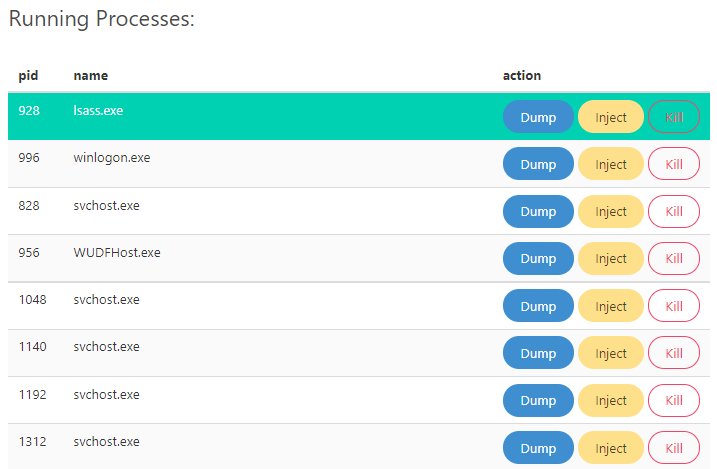 Running Processes:
pid name action
928 lsass.exe Dump Inject Kill
996 winlogon.exe Dump Inject Kill
828 svchost.exe Dump Inject Kill
956 WUDFHost.exe Dump Inject Kill
1048 svchost.exe Dump Inject Kill
1140 svchost.exe Dump Inject Kill
1192 svchost.exe Dump Inject Kill
1312 svchost.exe Dump Inject Kill